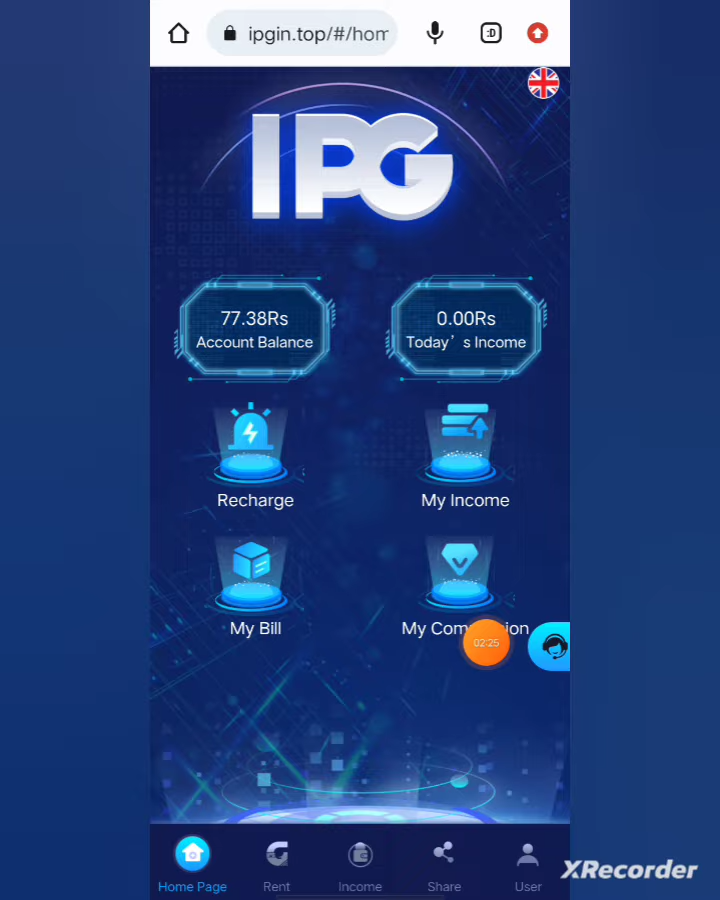 ipgin.top/#/hom
:D
IPG
77.38Rs
Account Balance
0.00Rs
Today’s Income
Recharge
My Income
My Bill
My Com ion
02:25
Home Page
Rent
Income
Share
User
XRecorder